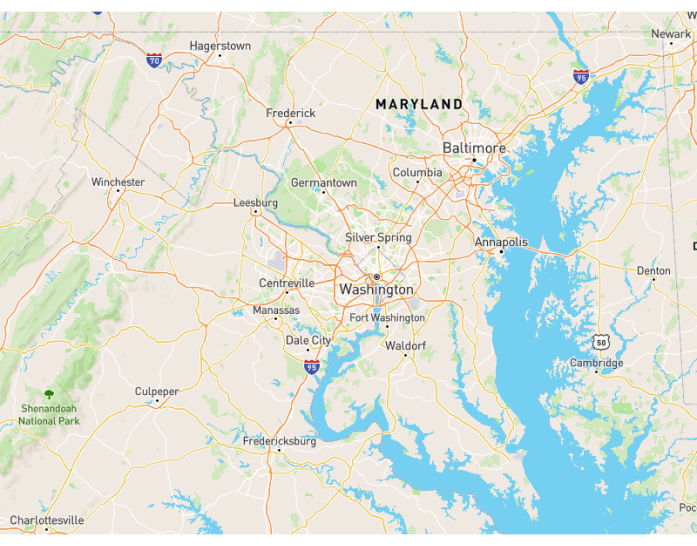 W
Newark
Hagerstown
70
95
MARYLAND
Frederick
Baltimore
Columbia
Winchester
Germantown
Leesburg
Silver Spring
Annapolis
D
Denton
Centreville
Washington
Manassas
Fort Washington
50
Dale City
Waldorf
95
Cambridge
Culpeper
Shenandoah
National Park
Fredericksburg
Poc
Charlottesville